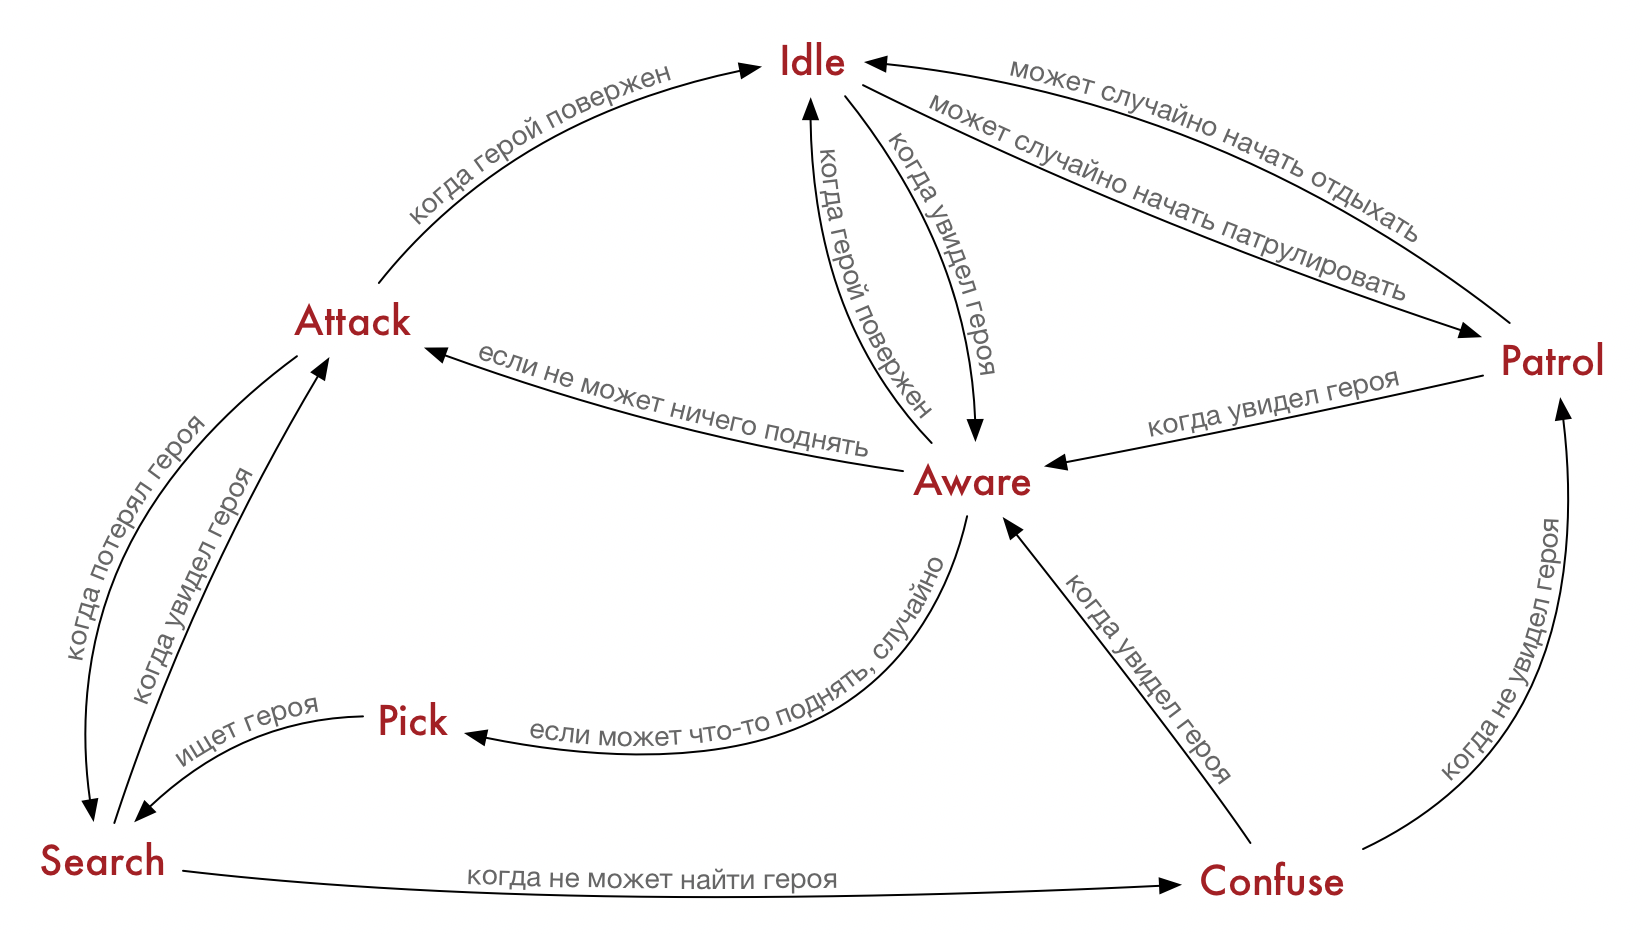 Idle
может случайно начать отдыхать
может случайно начать патрулировать
когда герой повержен
когда увидел героя
когда герой повержен
Attack
Patrol
если не может ничего поднять
когда увидел героя
Aware
когда потерял героя
когда увидел героя
если может что-то поднять, случайно
когда увидел героя
когда не увидел героя
ищет героя
Pick
Search
когда не может найти героя
Confuse